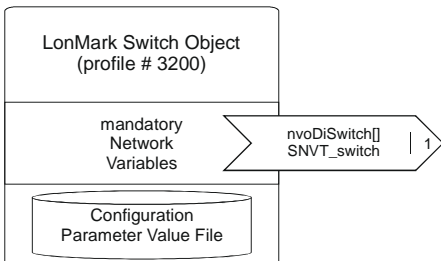 LonMark Switch Object
(profile # 3200)
mandatory
Network
Variables
nvoDiSwitch[]
SNVT_switch
1
Configuration
Parameter Value File